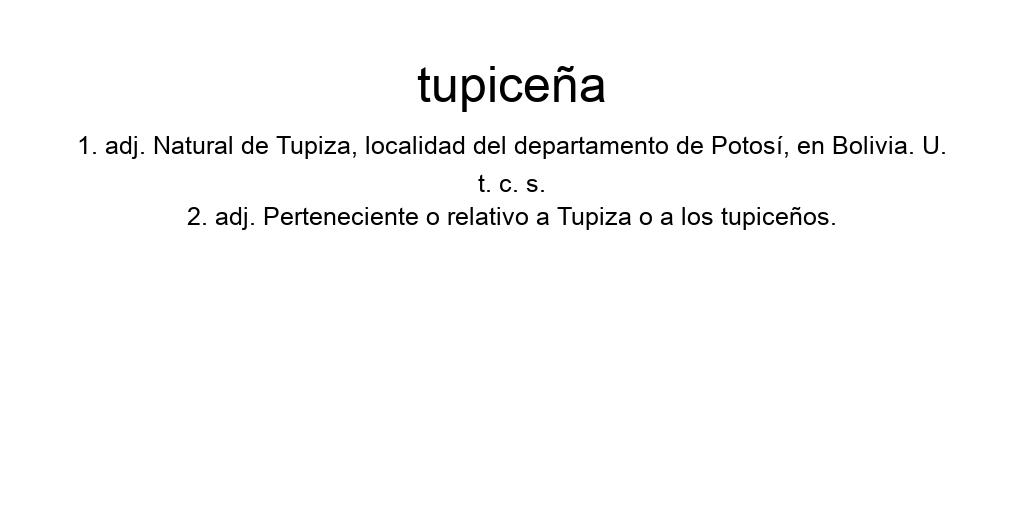 tupiceña
1. adj. Natural de Tupiza, localidad del departamento de Potosí, en Bolivia. U.
t. c. s.
2. adj. Perteneciente o relativo a Tupiza o a los tupiceños.